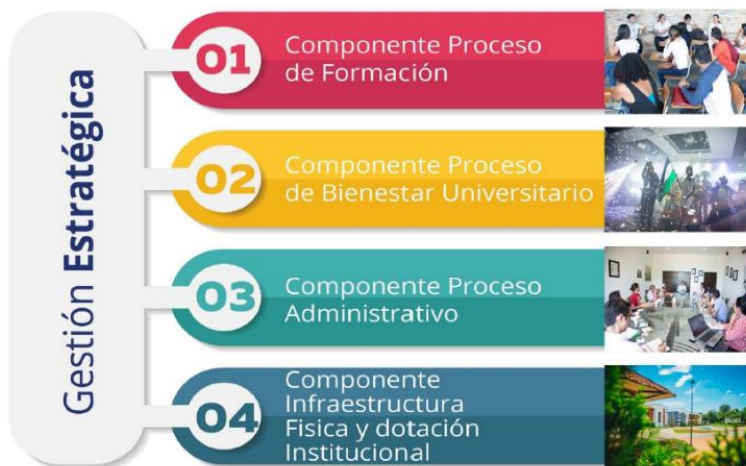 Gestión Estratégica
01
Componente Proceso
de Formación
02
Componente Proceso
de Bienestar Universitario
03
Componente Proceso
Administrativo
04
Componente
Infraestructura
Fisica y dotación
Institucional